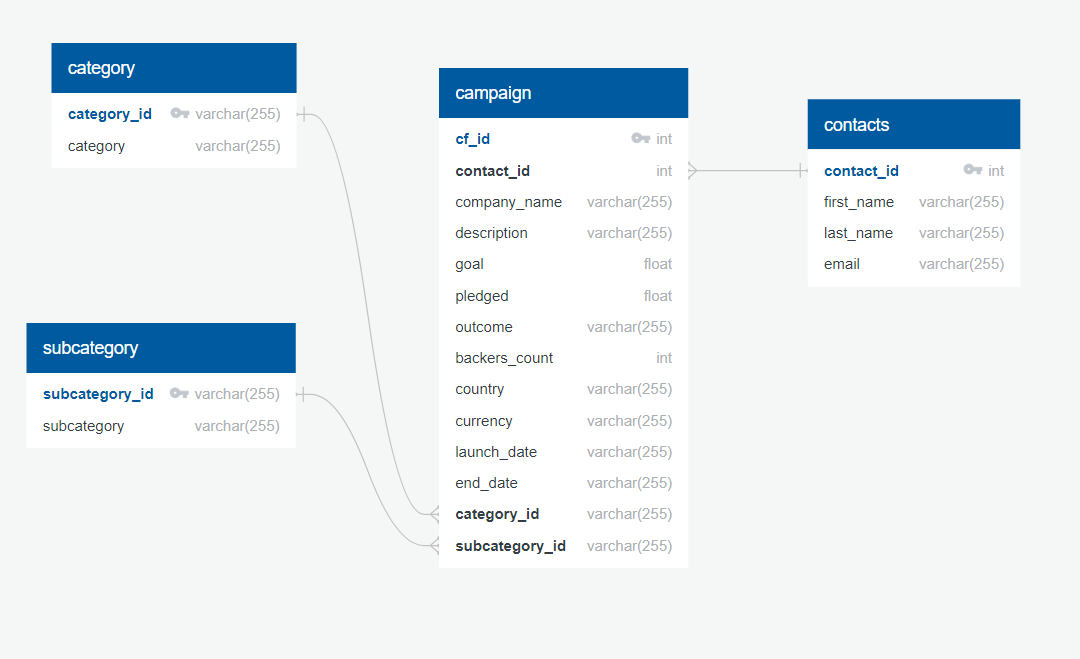 category
category_id varchar(255)
category varchar(255)
subcategory
subcategory_id varchar(255)
subcategory varchar(255)
campaign
cf_id int
contact_id int
company_name varchar(255)
description varchar(255)
goal float
pledged float
outcome varchar(255)
backers_count int
country varchar(255)
currency varchar(255)
launch_date varchar(255)
end_date varchar(255)
category_id varchar(255)
subcategory_id varchar(255)
contacts
contact_id int
first_name varchar(255)
last_name varchar(255)
email varchar(255)